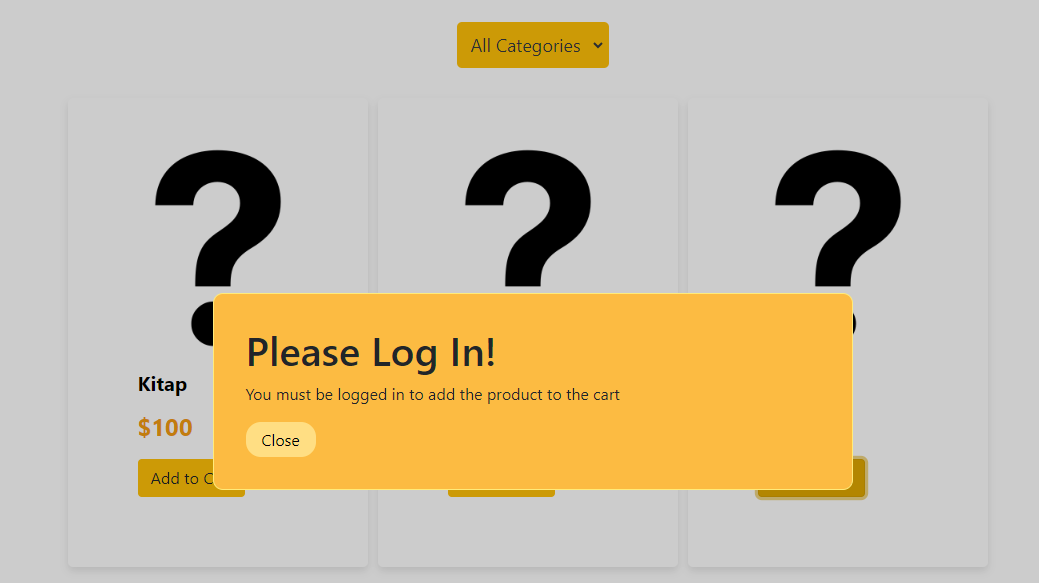 All Categories
?
?
?
Please Log In!
You must be logged in to add the product to the cart
Close
Kitap
$100
Add to C